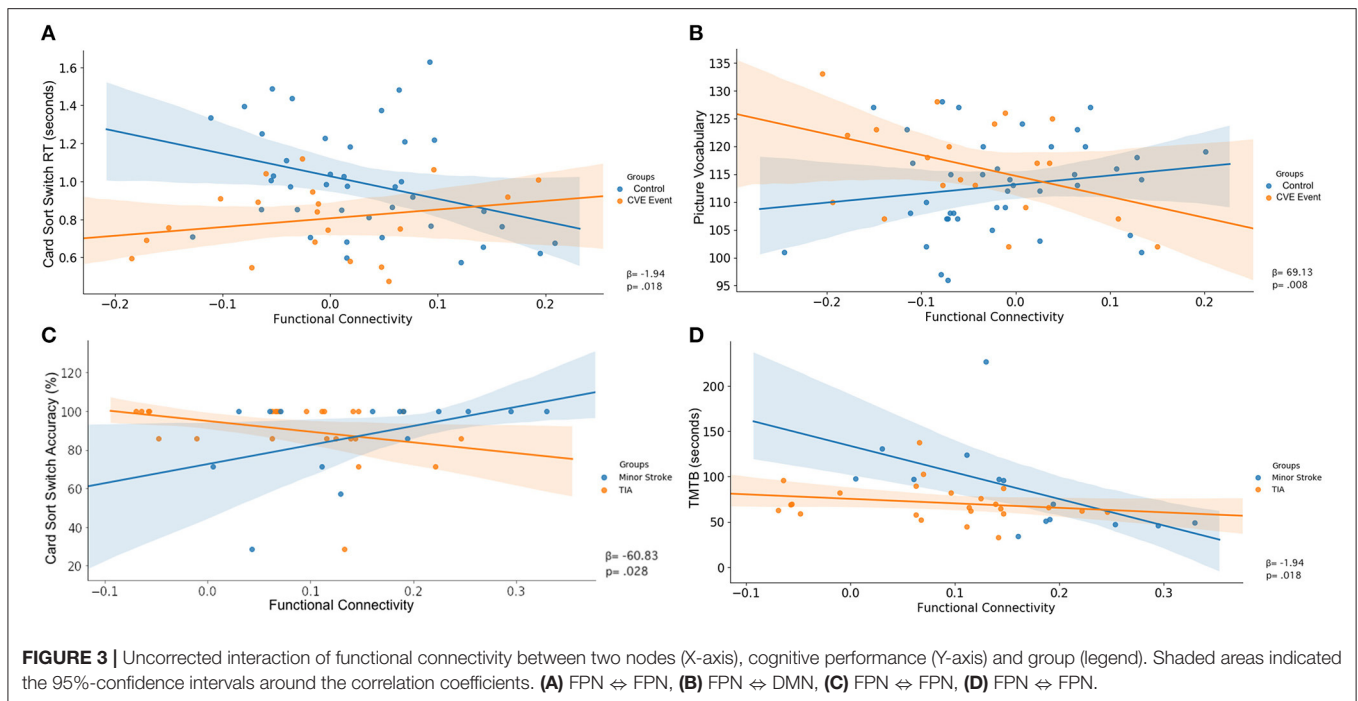 A
Card Sort Switch RT (seconds)
1.6
1.4
1.2
1.0
0.8
0.6
−0.2
−0.1
0.0
0.1
0.2
Functional Connectivity
Groups
Control
CVE Event
β= -1.94
p= .018
B
Picture Vocabulary
135
130
125
120
115
110
105
100
95
−0.2
−0.1
0.0
0.1
0.2
Functional Connectivity
Groups
Control
CVE Event
β= 69.13
p= .008
C
Card Sort Switch Accuracy (%)
120
100
80
60
40
20
−0.1
0.0
0.1
0.2
0.3
Functional Connectivity
Groups
Minor Stroke
TIA
β= -60.83
p= .028
D
TMTB (seconds)
200
150
100
50
0
−0.1
0.0
0.1
0.2
0.3
Functional Connectivity
Groups
Minor Stroke
TIA
β= -1.94
p= .018
FIGURE 3 | Uncorrected interaction of functional connectivity between two nodes (X-axis), cognitive performance (Y-axis) and group (legend). Shaded areas indicated
the 95%-confidence intervals around the correlation coefficients. (A) FPN ⇔ FPN, (B) FPN ⇔ DMN, (C) FPN ⇔ FPN, (D) FPN ⇔ FPN.